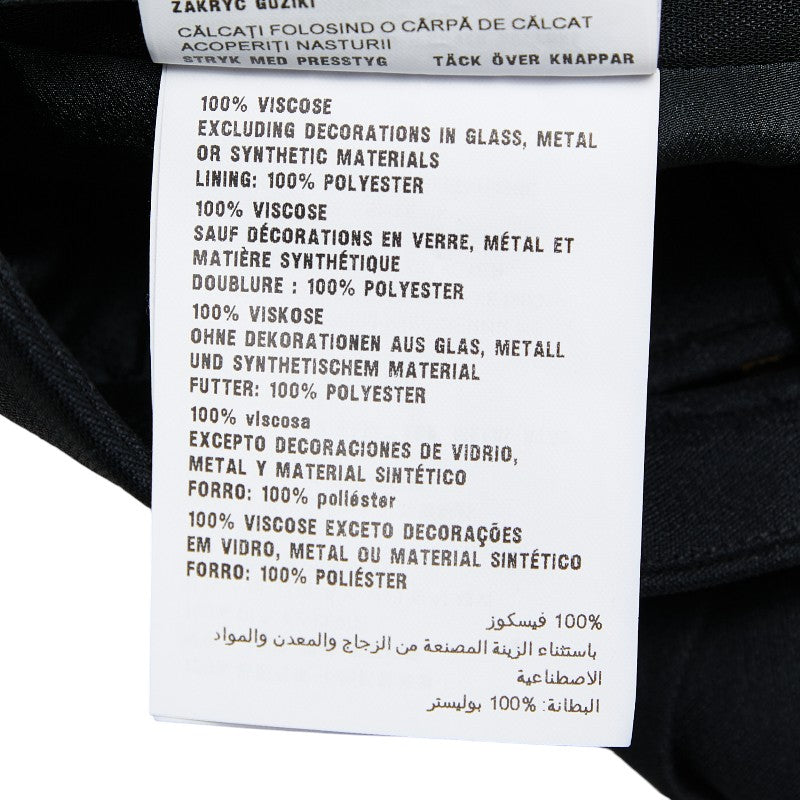 ZAKRYĆ GUZIKI
CĂLCAȚI FOLOSIND O CÂRPĂ DE CĂLCAT
ACOPERIȚI NASTURII
STRYK MED PRESSTYG TÄCK ÖVER KNAPPAR
100% VISCOSE
EXCLUDING DECORATIONS IN GLASS, METAL
OR SYNTHETIC MATERIALS
LINING: 100% POLYESTER
100% VISCOSE
SAUF DÉCORATIONS EN VERRE, MÉTAL ET
MATIÈRE SYNTHÉTIQUE
DOUBLURE : 100% POLYESTER
100% VISKOSE
OHNE DEKORATIONEN AUS GLAS, METALL
UND SYNTHETISCHEM MATERIAL
FUTTER: 100% POLYESTER
100% viscosa
EXCEPTO DECORACIONES DE VIDRIO,
METAL Y MATERIAL SINTÉTICO
FORRO: 100% poliéster
100% VISCOSE EXCETO DECORAÇÕES
EM VIDRO, METAL OU MATERIAL SINTÉTICO
FORRO: 100% POLIÉSTER
100% فيسكوز
باستثناء الزينة المصنعة من الزجاج والمعدن والمواد
الاصطناعية
البطانة: 100% بوليستر